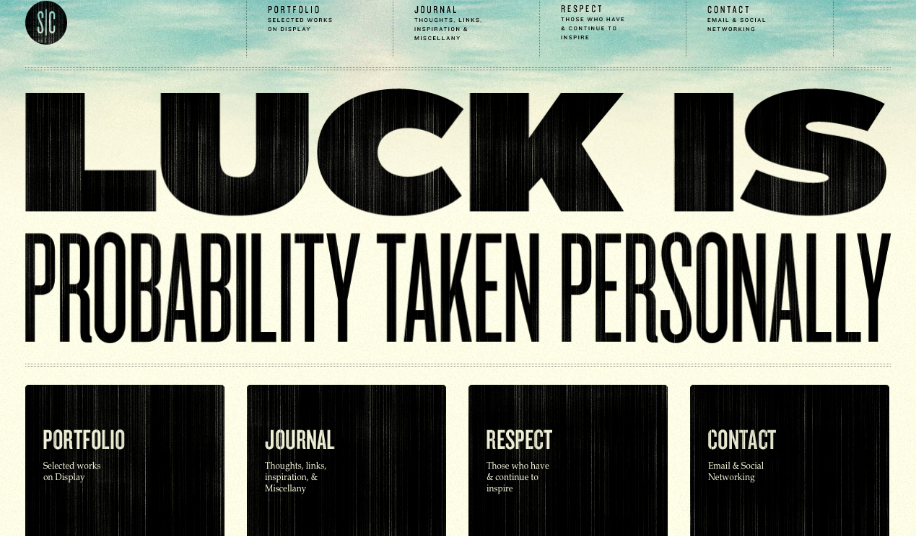 S|C
PORTFOLIO
SELECTED WORKS
ON DISPLAY
JOURNAL
THOUGHTS, LINKS,
INSPIRATION &
MISCELLANY
RESPECT
THOSE WHO HAVE
& CONTINUE TO
INSPIRE
CONTACT
EMAIL & SOCIAL
NETWORKING
LUCK IS
PROBABILITY TAKEN PERSONALLY
PORTFOLIO
Selected works
on Display
JOURNAL
Thoughts, links,
inspiration, &
Miscellany
RESPECT
Those who have
& continue to
inspire
CONTACT
Email & Social
Networking